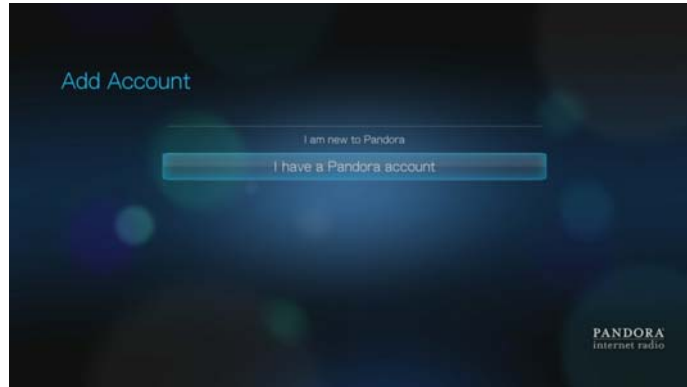 Add Account
I am new to Pandora
I have a Pandora account
PANDORA
internet radio